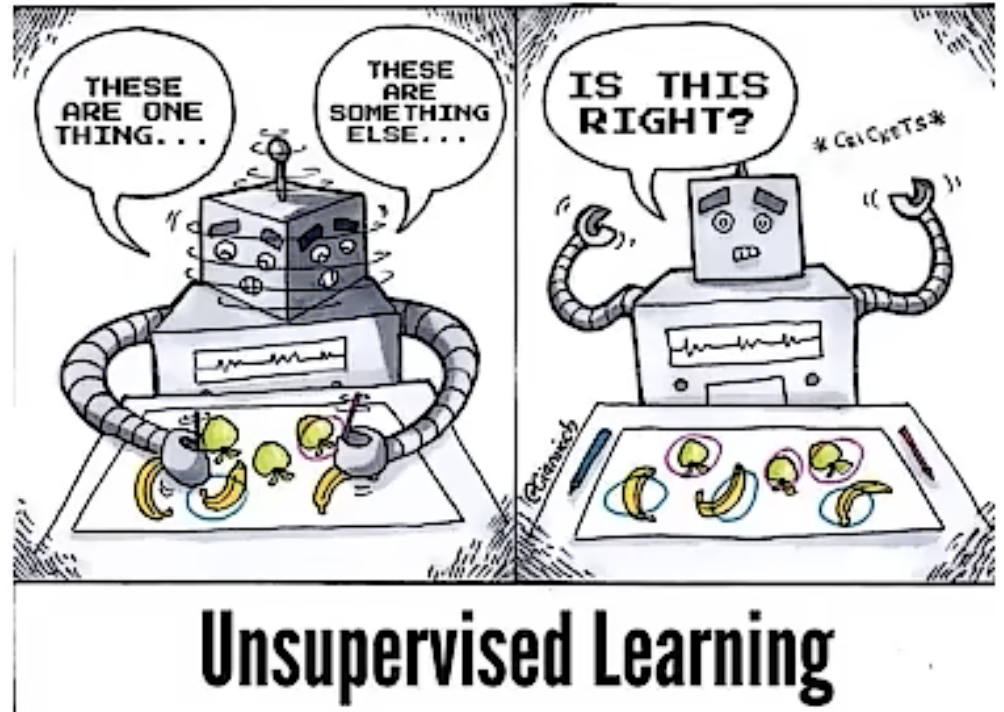 THESE
ARE ONE
THING...
THESE
ARE
SOMETHING
ELSE...
IS THIS
RIGHT?
*CRICKETS*
Unsupervised Learning